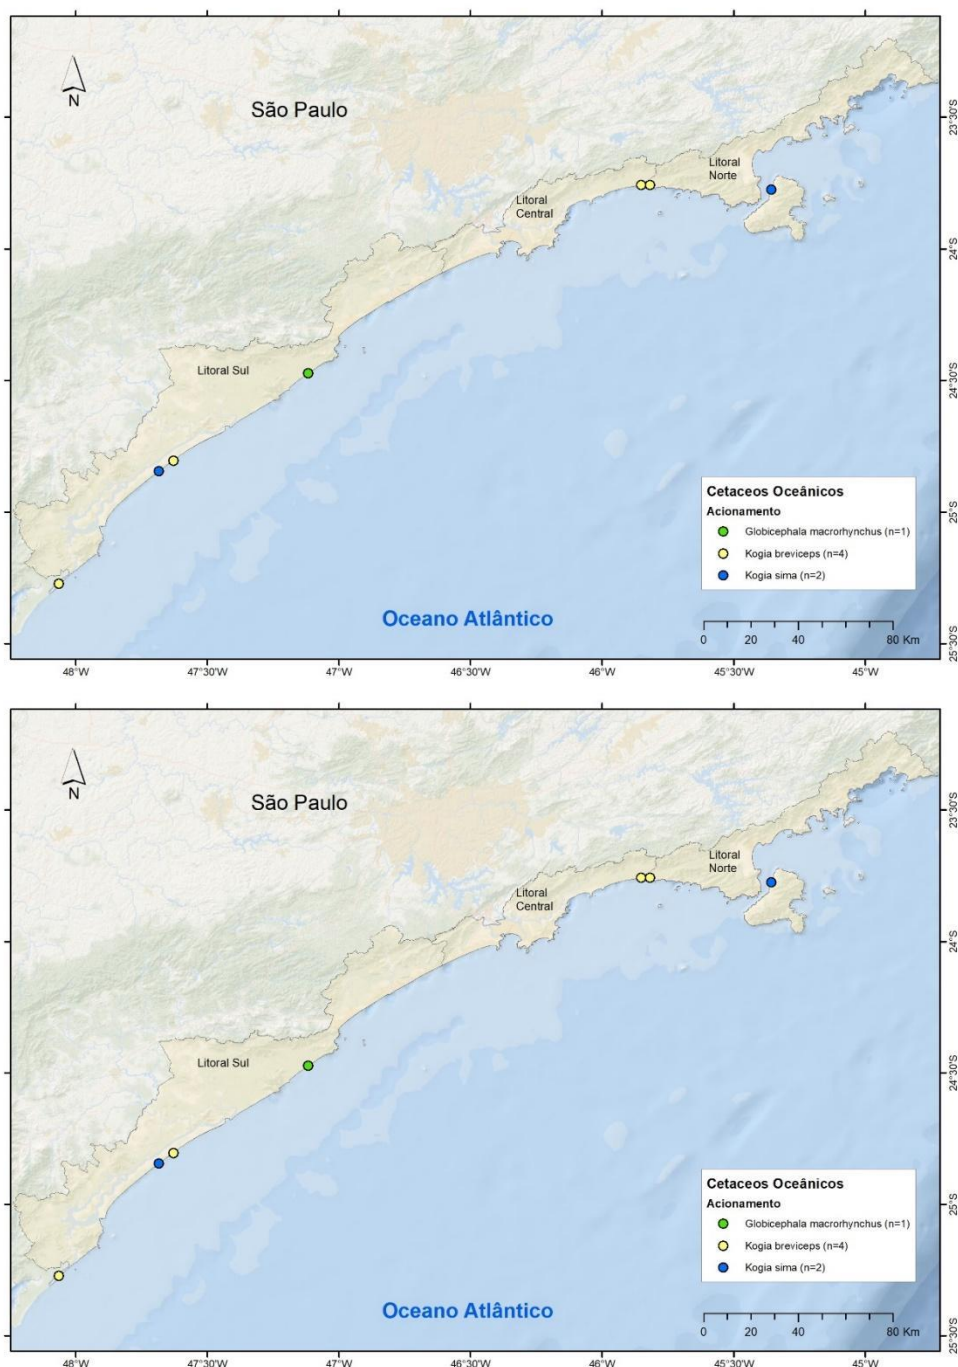 N
São Paulo
23°30'S
Litoral
Norte
Litoral
Central
24°S
Litoral Sul
24°30'S
Cetaceos Oceânicos
Acionamento
Globicephala macrorhynchus (n=1)
Kogia breviceps (n=4)
Kogia sima (n=2)
25°S
Oceano Atlântico
0 20 40 80 Km
25°30'S
48°W 47°30'W 47°W 46°30'W 46°W 45°30'W 45°W
N
São Paulo
23°30'S
Litoral
Norte
Litoral
Central
24°S
Litoral Sul
24°30'S
Cetaceos Oceânicos
Acionamento
Globicephala macrorhynchus (n=1)
Kogia breviceps (n=4)
Kogia sima (n=2)
25°S
Oceano Atlântico
0 20 40 80 Km
25°30'S
48°W 47°30'W 47°W 46°30'W 46°W 45°30'W 45°W